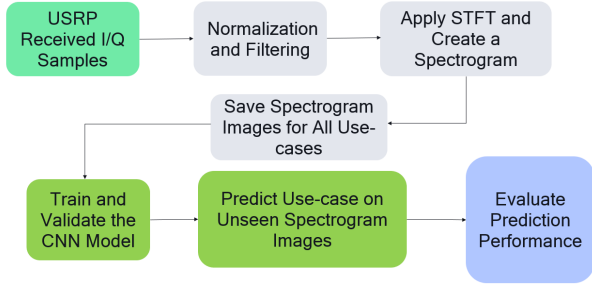 USRP
Received I/Q
Samples
Normalization
and Filtering
Apply STFT and
Create a
Spectrogram
Save Spectrogram
Images for All Use-
cases
Train and
Validate the
CNN Model
Predict Use-case on
Unseen Spectrogram
Images
Evaluate
Prediction
Performance